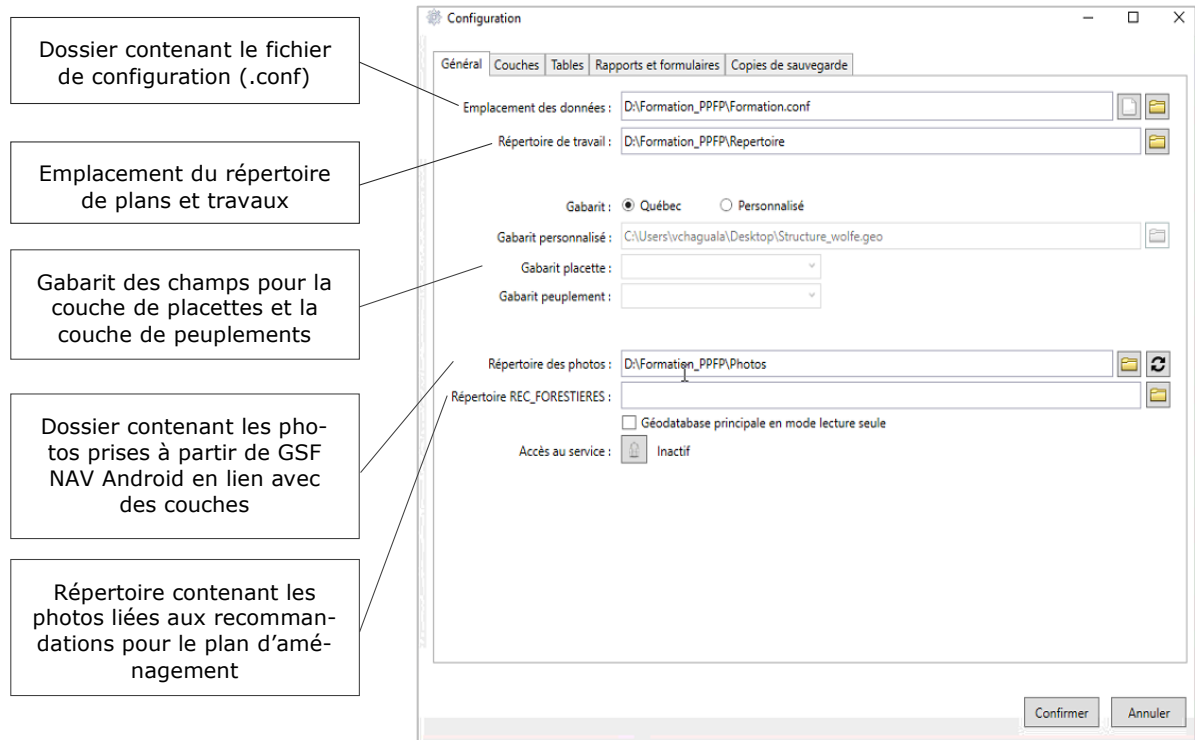 Dossier contenant le fichier
de configuration (.conf)
Emplacement du répertoire
de plans et travaux
Gabarit des champs pour la
couche de placettes et la
couche de peuplements
Dossier contenant les pho-
tos prises à partir de GSF
NAV Android en lien avec
des couches
Répertoire contenant les
photos liées aux recomman-
dations pour le plan d’amé-
nagement
Configuration
Général Couches Tables Rapports et formulaires Copies de sauvegarde
Emplacement des données : D:\Formation_PPFP\Formation.conf
Répertoire de travail : D:\Formation_PPFP\Repertoire
Gabarit : Québec Personnalisé
Gabarit personnalisé : C:\Users\vchaguala\Desktop\Structure_wolfe.geo
Gabarit placette :
Gabarit peuplement :
Répertoire des photos : D:\Formation_PPFP\Photos
Répertoire REC_FORESTIERES :
Géodatabase principale en mode lecture seule
Accès au service : Inactif
Confirmer Annuler